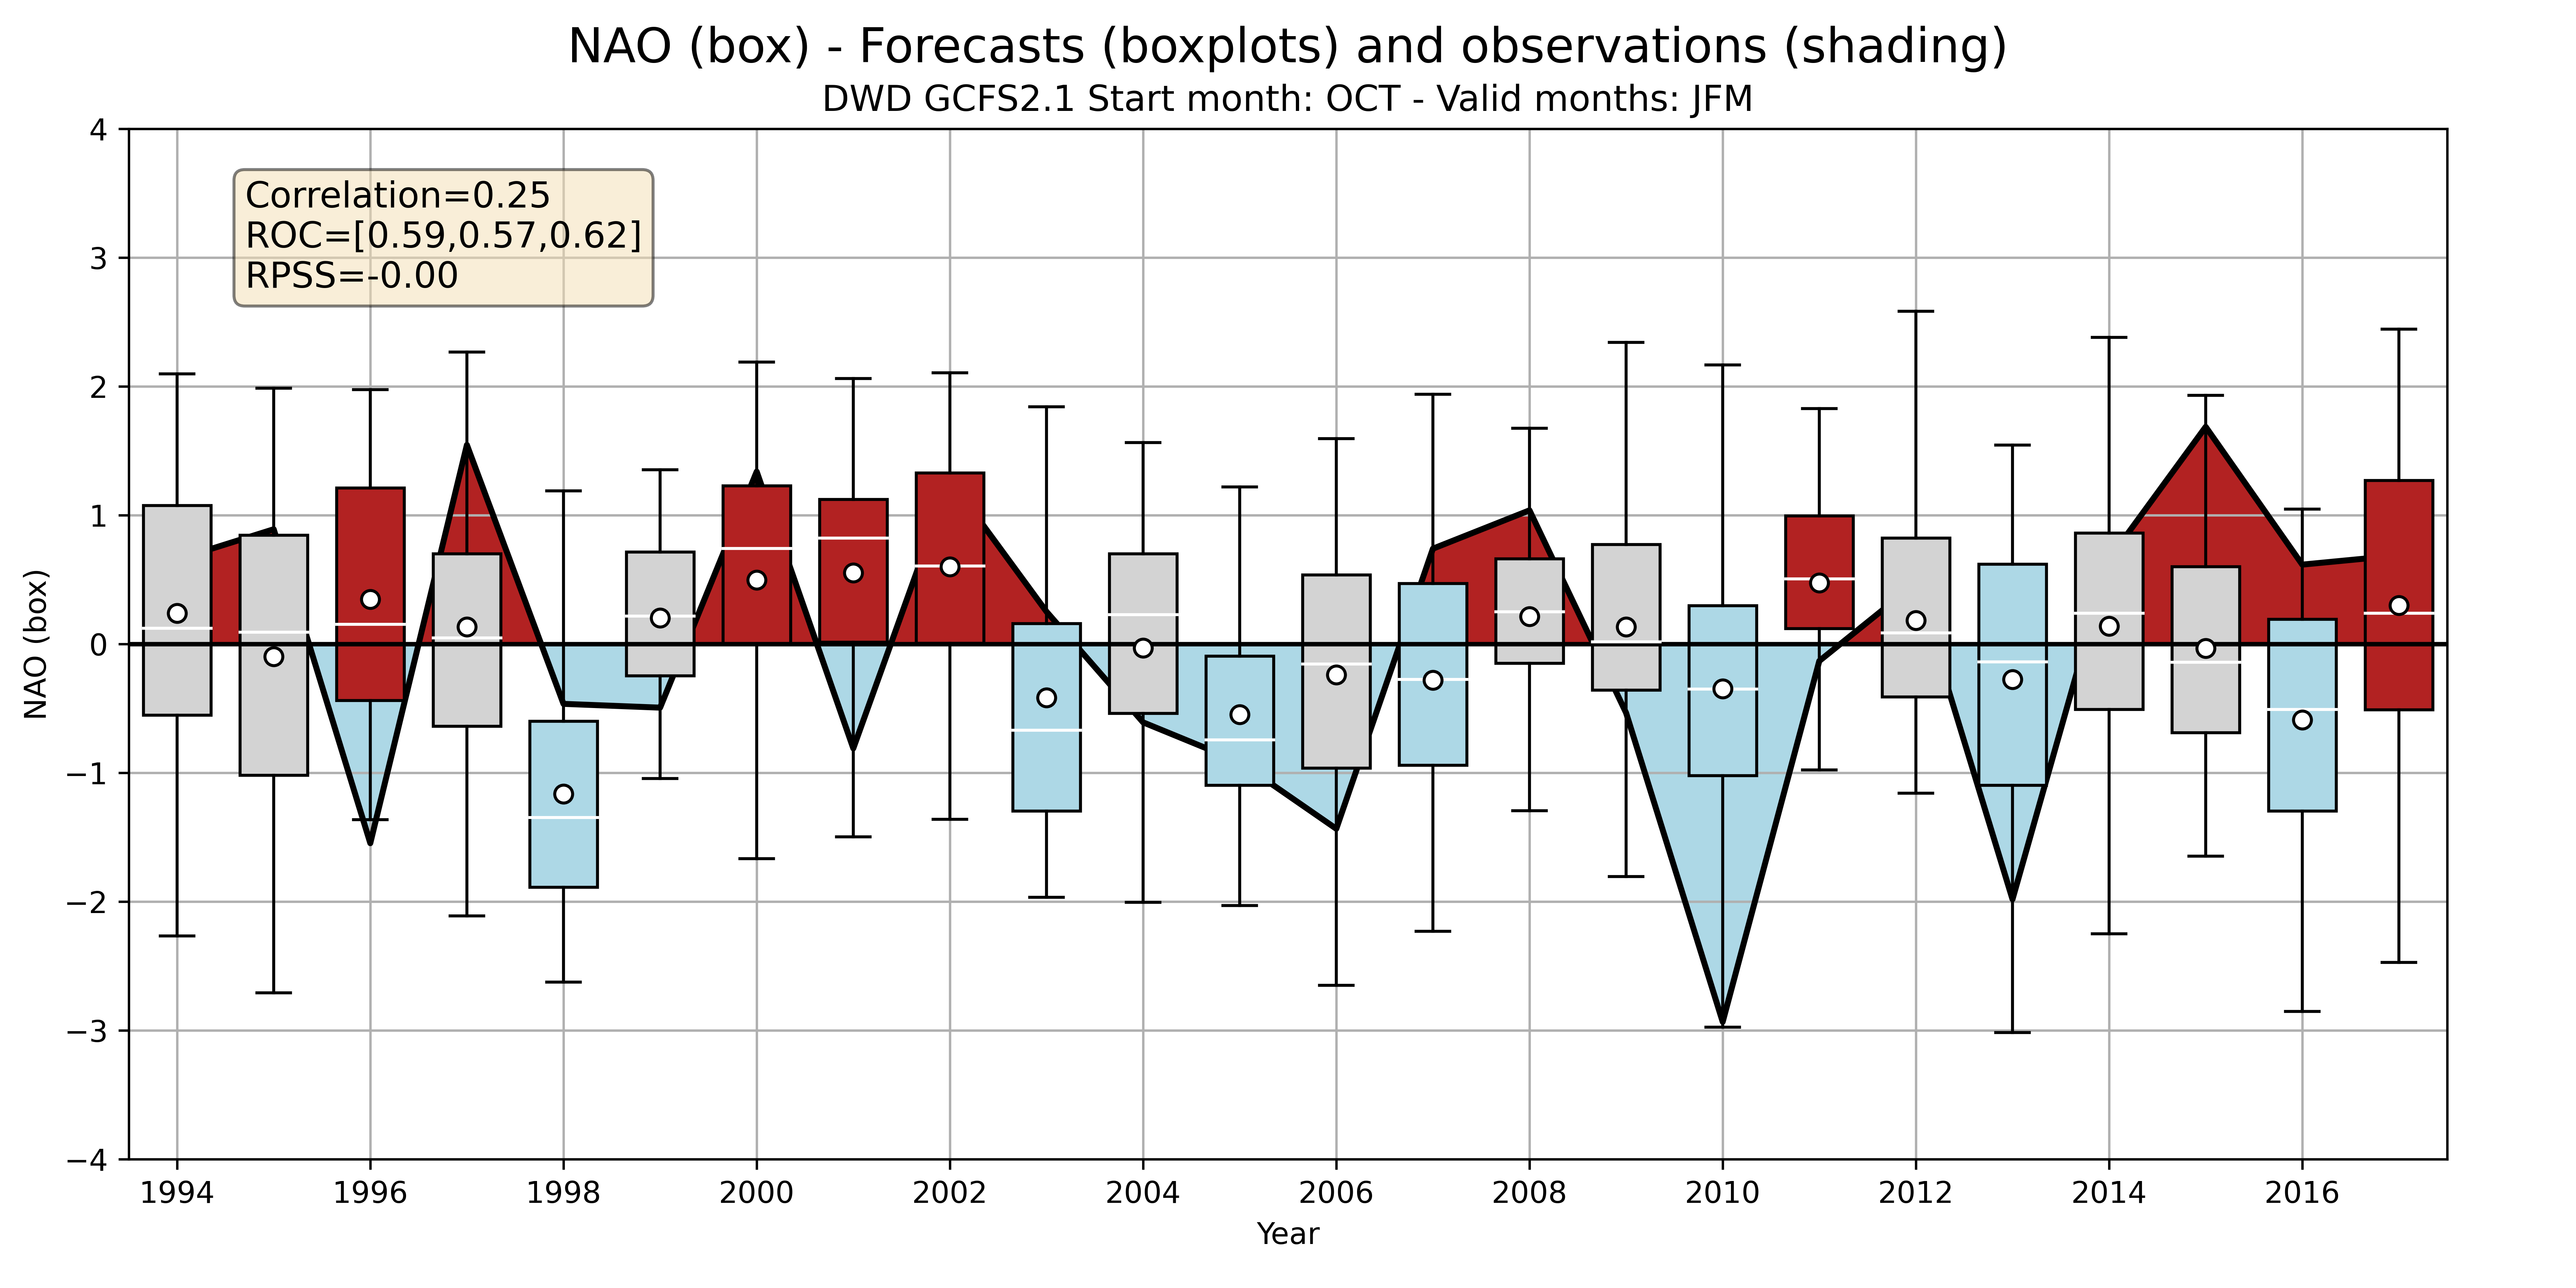 NAO (box) - Forecasts (boxplots) and observations (shading)
DWD GCFS2.1 Start month: OCT - Valid months: JFM
Correlation=0.25
ROC=[0.59,0.57,0.62]
RPSS=-0.00
NAO (box)
4
3
2
1
0
−1
−2
−3
−4
1994 1996 1998 2000 2002 2004 2006 2008 2010 2012 2014 2016
Year